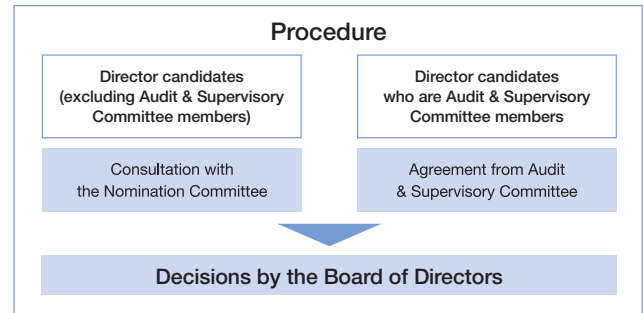 Procedure
Director candidates
(excluding Audit & Supervisory
Committee members)
Director candidates
who are Audit & Supervisory
Committee members
Consultation with
the Nomination Committee
Agreement from Audit
& Supervisory Committee
Decisions by the Board of Directors